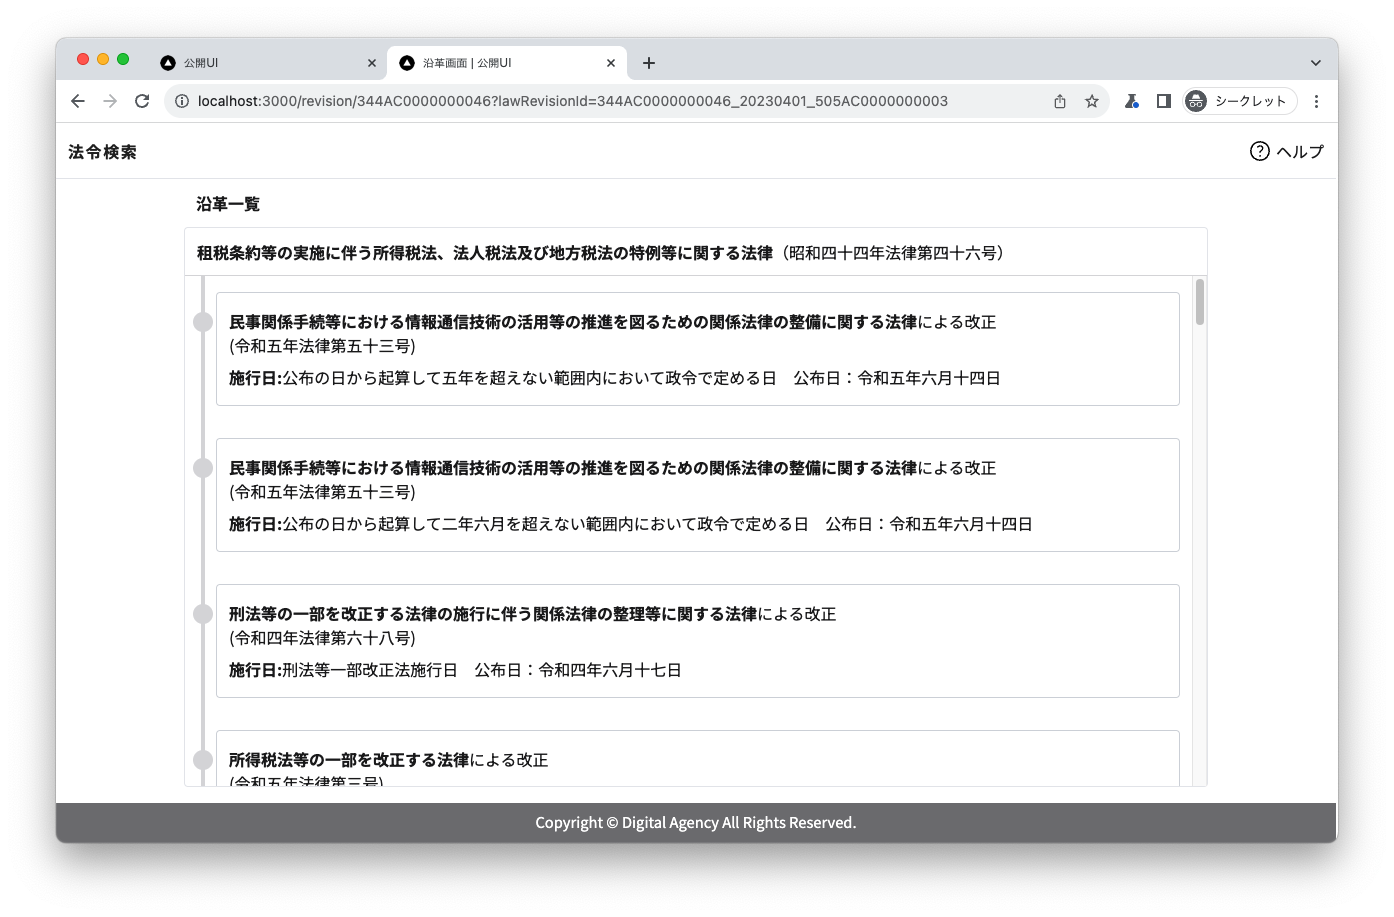 公開UI
沿革画面 | 公開UI
localhost:3000/revision/344AC0000000046?lawRevisionId=344AC0000000046_20230401_505AC0000000003
シークレット
法令検索
ヘルプ
沿革一覧
租税条約等の実施に伴う所得税法、法人税法及び地方税法の特例等に関する法律（昭和四十四年法律第四十六号）
民事関係手続等における情報通信技術の活用等の推進を図るための関係法律の整備に関する法律による改正
(令和五年法律第五十三号)
施行日:公布の日から起算して五年を超えない範囲内において政令で定める日　公布日：令和五年六月十四日
民事関係手続等における情報通信技術の活用等の推進を図るための関係法律の整備に関する法律による改正
(令和五年法律第五十三号)
施行日:公布の日から起算して二年六月を超えない範囲内において政令で定める日　公布日：令和五年六月十四日
刑法等の一部を改正する法律の施行に伴う関係法律の整理等に関する法律による改正
(令和四年法律第六十八号)
施行日:刑法等一部改正法施行日　公布日：令和四年六月十七日
所得税法等の一部を改正する法律による改正
(令和五年法律第三号)
Copyright © Digital Agency All Rights Reserved.